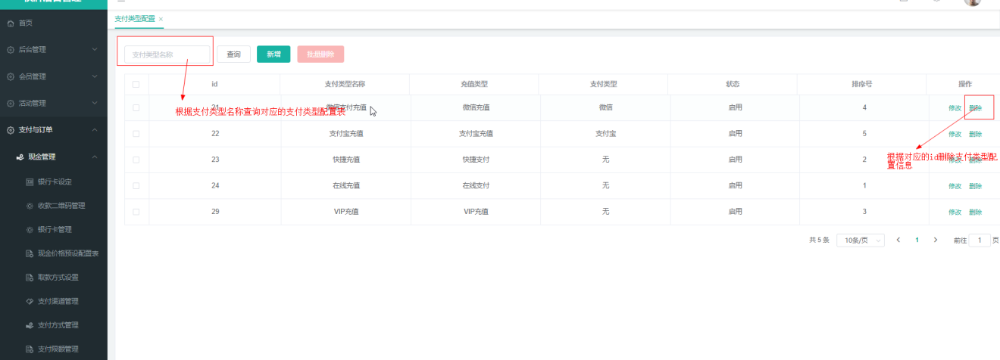 支付类型配置 ×
首页
后台管理
会员管理
活动管理
支付与订单
现金管理
银行卡设定
收款二维码管理
银行卡管理
现金价格预设配置表
取款方式设置
支付渠道管理
支付方式管理
支付限额管理
支付类型名称 查询 新增 批量删除
id 支付类型名称 充值类型 支付类型 状态 排序号 操作
21 微信支付充值 微信充值 微信 启用 4 修改 删除
根据支付类型名称查询对应的支付类型配置表
22 支付宝充值 支付宝充值 支付宝 启用 5 修改 删除
23 快捷充值 快捷支付 无 启用 2 修改 删除
根据对应的id删除支付类型配
置信息
24 在线充值 在线支付 无 启用 1 修改 删除
29 VIP充值 VIP充值 无 启用 3 修改 删除
共 5 条 10条/页 1 前往 1 页